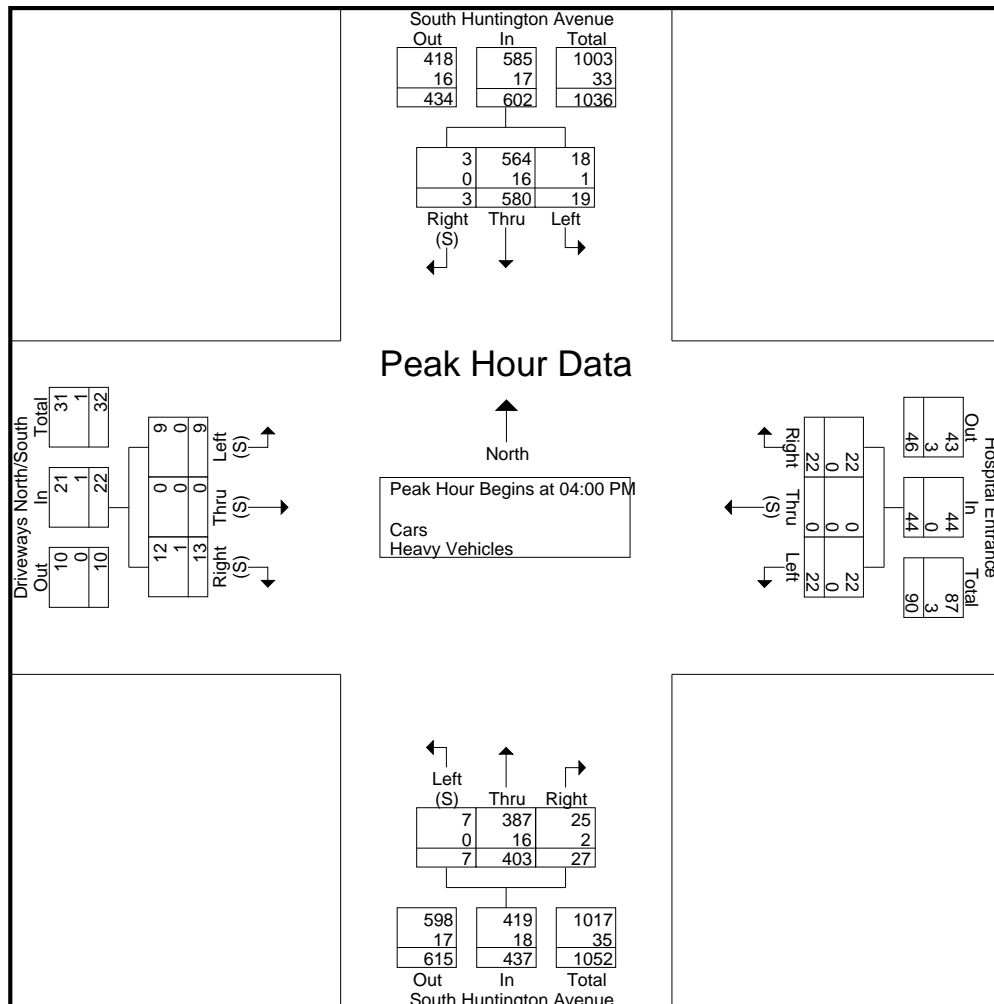 South Huntington Avenue
Out In Total
418 585 1003
16 17 33
434 602 1036
3 564 18
0 16 1
3 580 19
Right Thru Left
(S)
Peak Hour Data
North
Peak Hour Begins at 04:00 PM
Cars
Heavy Vehicles
Driveways North/South
Out In Total
10 21 31
0 1 1
10 22 32
12 0 9
1 0 0
13 0 9
Right Thru Left
(S) (S) (S)
Hospital Entrance
Out In Total
43 44 87
3 0 3
46 44 90
22 0 22
0 0 0
22 0 22
Right Thru Left
(S)
Left Thru Right
(S)
7 387 25
0 16 2
7 403 27
598 419 1017
17 18 35
615 437 1052
Out In Total
South Huntington Avenue